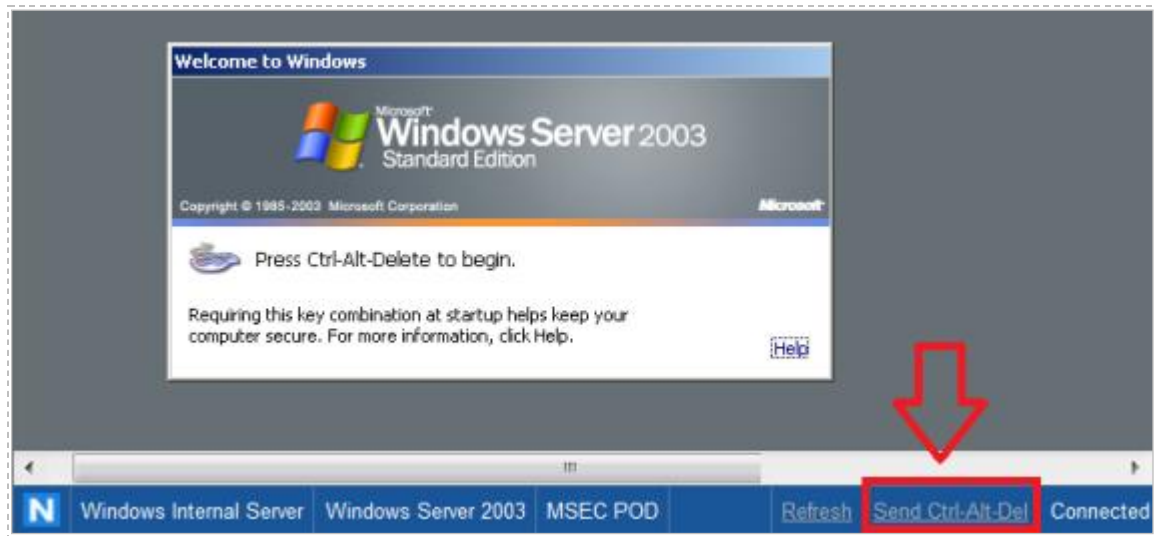 Welcome to Windows
Microsoft
Windows Server 2003
Standard Edition
Copyright © 1985-2003 Microsoft Corporation
Microsoft
Press Ctrl-Alt-Delete to begin.
Requiring this key combination at startup helps keep your
computer secure. For more information, click Help.
Help
N Windows Internal Server Windows Server 2003 MSEC POD Refresh Send Ctrl-Alt-Del Connected